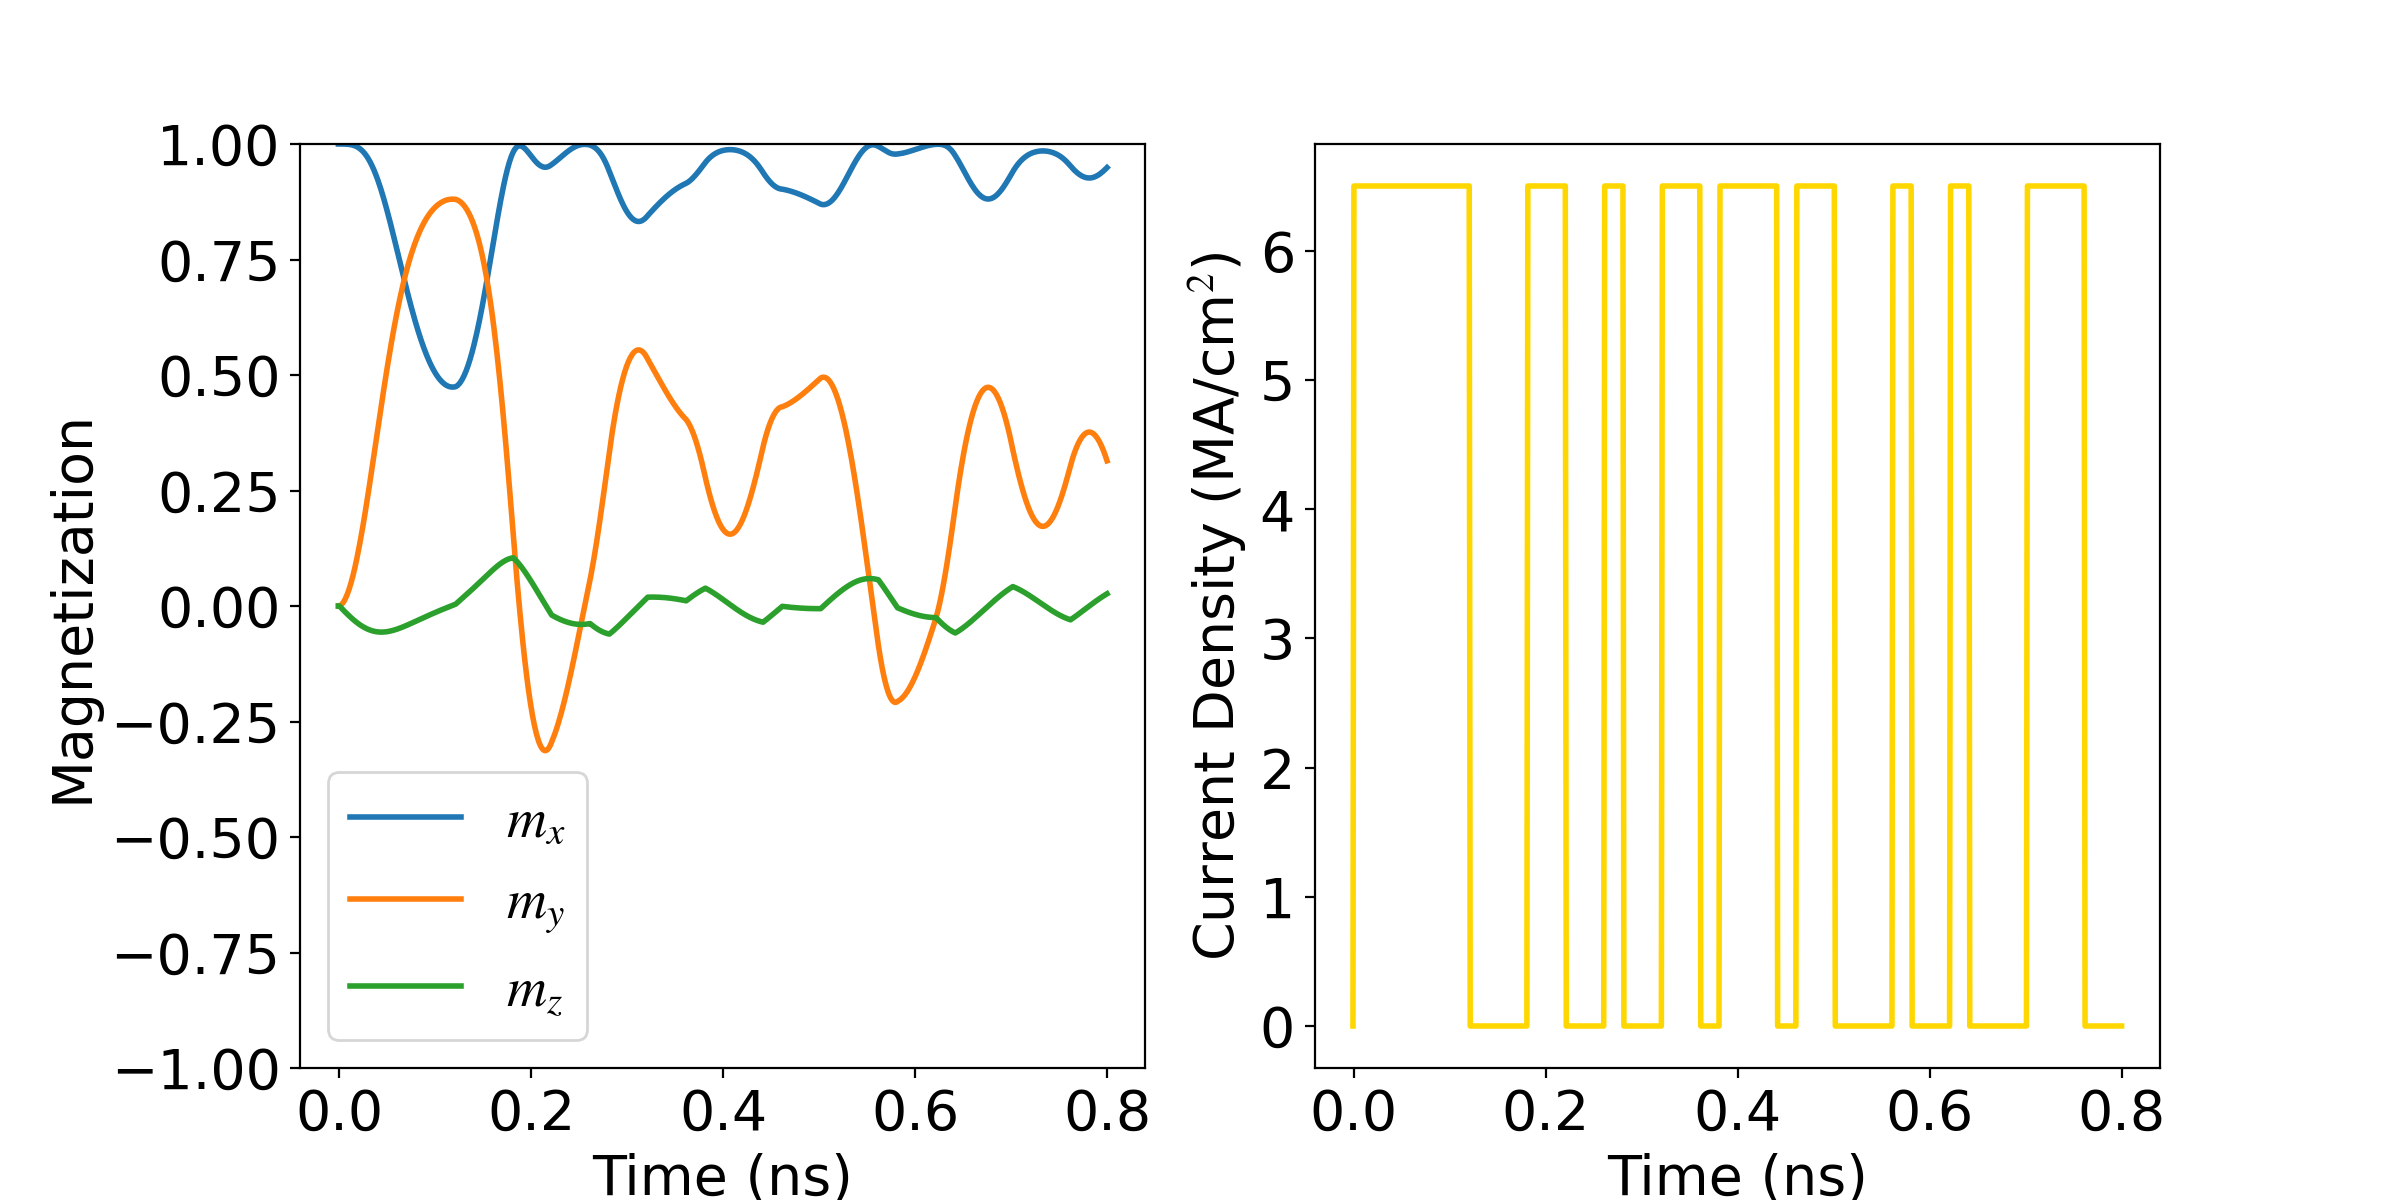 1.00
0.75
0.50
0.25
0.00
−0.25
−0.50
−0.75
−1.00
Magnetization
m_x
m_y
m_z
0.0 0.2 0.4 0.6 0.8
Time (ns)
6
5
4
3
2
1
0
Current Density (MA/cm²)
0.0 0.2 0.4 0.6 0.8
Time (ns)